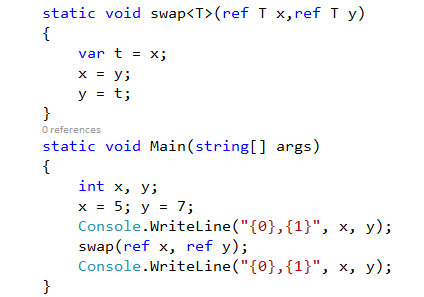 static void swap<T>(ref T x,ref T y)
{
var t = x;
x = y;
y = t;
}
0 references
static void Main(string[] args)
{
int x, y;
x = 5; y = 7;
Console.WriteLine("{0},{1}", x, y);
swap(ref x, ref y);
Console.WriteLine("{0},{1}", x, y);
}